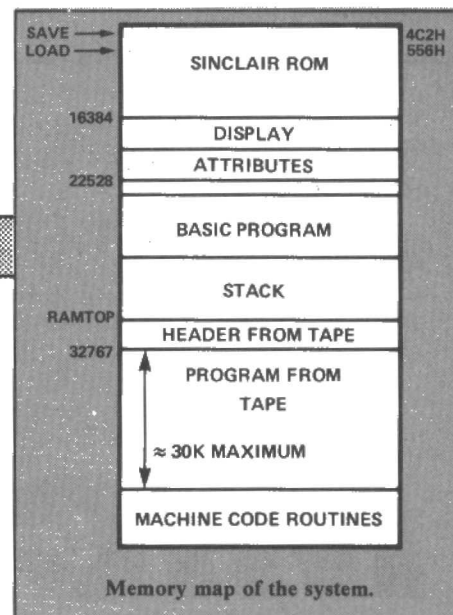 SAVE → 4C2H
LOAD → 556H
SINCLAIR ROM
16384
DISPLAY
ATTRIBUTES
22528
BASIC PROGRAM
STACK
RAMTOP
HEADER FROM TAPE
32767
PROGRAM FROM
TAPE
≈ 30K MAXIMUM
MACHINE CODE ROUTINES
Memory map of the system.